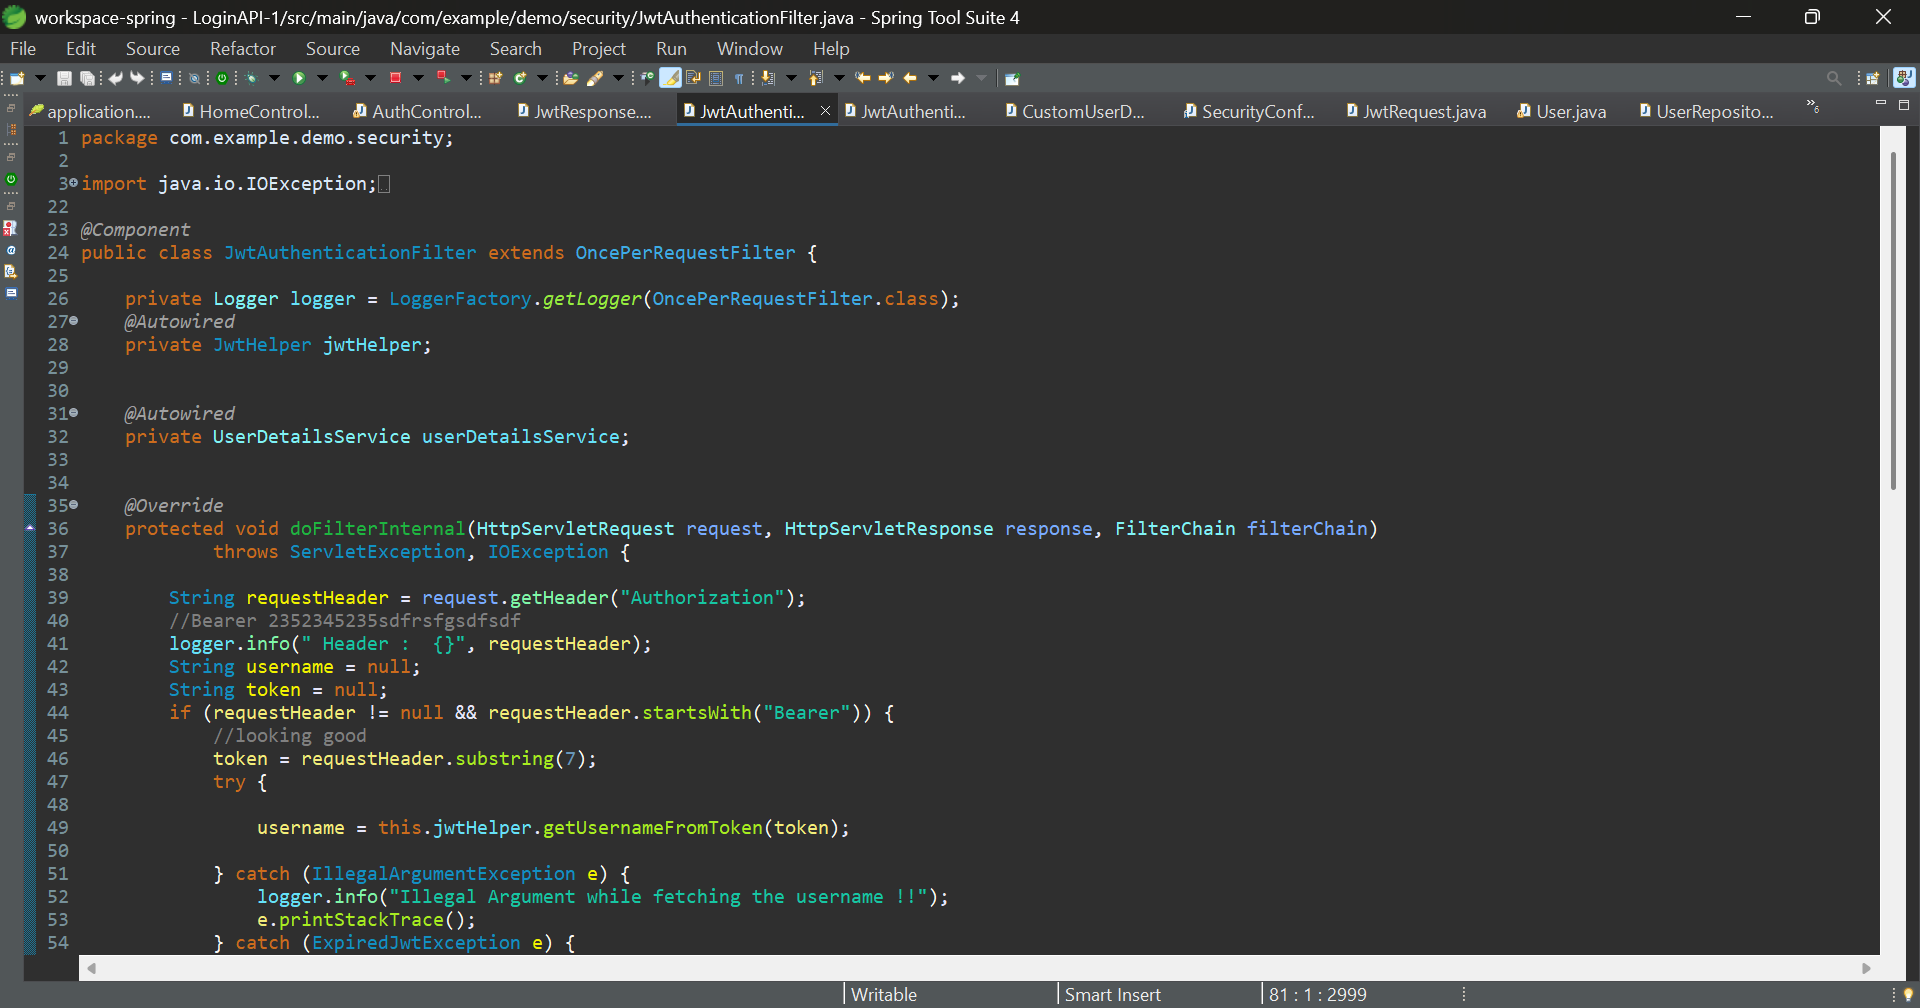 workspace-spring - LoginAPI-1/src/main/java/com/example/demo/security/JwtAuthenticationFilter.java - Spring Tool Suite 4
File Edit Source Refactor Source Navigate Search Project Run Window Help
application.... HomeControl... AuthControl... JwtResponse.... JwtAuthenti... JwtAuthenti... CustomUserD... SecurityConf... JwtRequest.java User.java UserReposito... »6
1 package com.example.demo.security;
2
3 import java.io.IOException;
22
23 @Component
24 public class JwtAuthenticationFilter extends OncePerRequestFilter {
25
26 private Logger logger = LoggerFactory.getLogger(OncePerRequestFilter.class);
27 @Autowired
28 private JwtHelper jwtHelper;
29
30
31 @Autowired
32 private UserDetailsService userDetailsService;
33
34
35 @Override
36 protected void doFilterInternal(HttpServletRequest request, HttpServletResponse response, FilterChain filterChain)
37 throws ServletException, IOException {
38
39 String requestHeader = request.getHeader("Authorization");
40 //Bearer 2352345235sdfrsfgsdfsdf
41 logger.info(" Header :  {}", requestHeader);
42 String username = null;
43 String token = null;
44 if (requestHeader != null && requestHeader.startsWith("Bearer")) {
45 //looking good
46 token = requestHeader.substring(7);
47 try {
48
49 username = this.jwtHelper.getUsernameFromToken(token);
50
51 } catch (IllegalArgumentException e) {
52 logger.info("Illegal Argument while fetching the username !!");
53 e.printStackTrace();
54 } catch (ExpiredJwtException e) {
Writable Smart Insert 81 : 1 : 2999